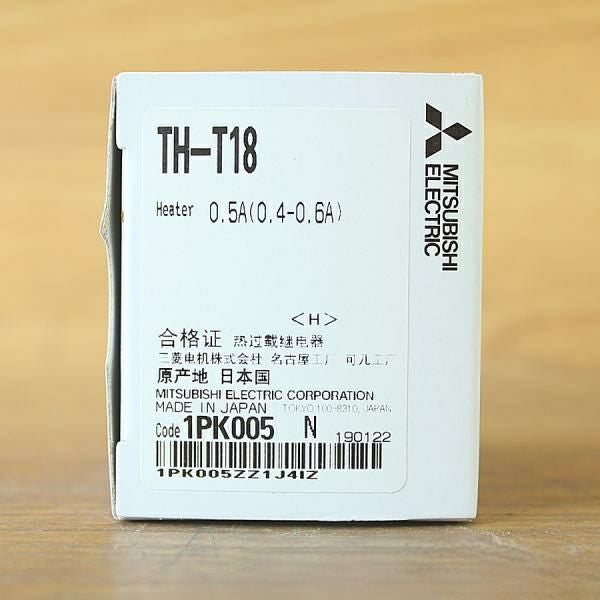 TH-T18
Heater 0.5A(0.4-0.6A)
<H>
合格证 热过载继电器
三菱电机株式会社 名古屋工厂 可儿工厂
原产地 日本国
MITSUBISHI ELECTRIC CORPORATION
MADE IN JAPAN TOKYO 100-8310, JAPAN
Code 1PK005 N 190122
1PK005ZZ1J4IZ
MITSUBISHI
ELECTRIC